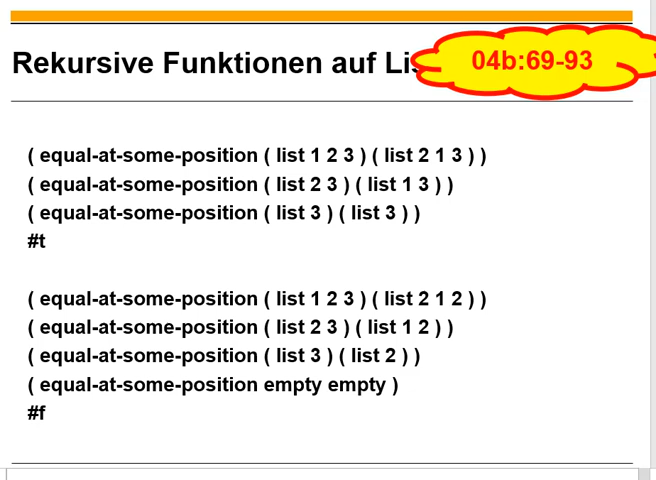 Rekursive Funktionen auf
04b:69-93
( equal-at-some-position ( list 1 2 3 ) ( list 2 1 3 ) )
( equal-at-some-position ( list 2 3 ) ( list 1 3 ) )
( equal-at-some-position ( list 3 ) ( list 3 ) )
#t
( equal-at-some-position ( list 1 2 3 ) ( list 2 1 2 ) )
( equal-at-some-position ( list 2 3 ) ( list 1 2 ) )
( equal-at-some-position ( list 3 ) ( list 2 ) )
( equal-at-some-position empty empty )
#f